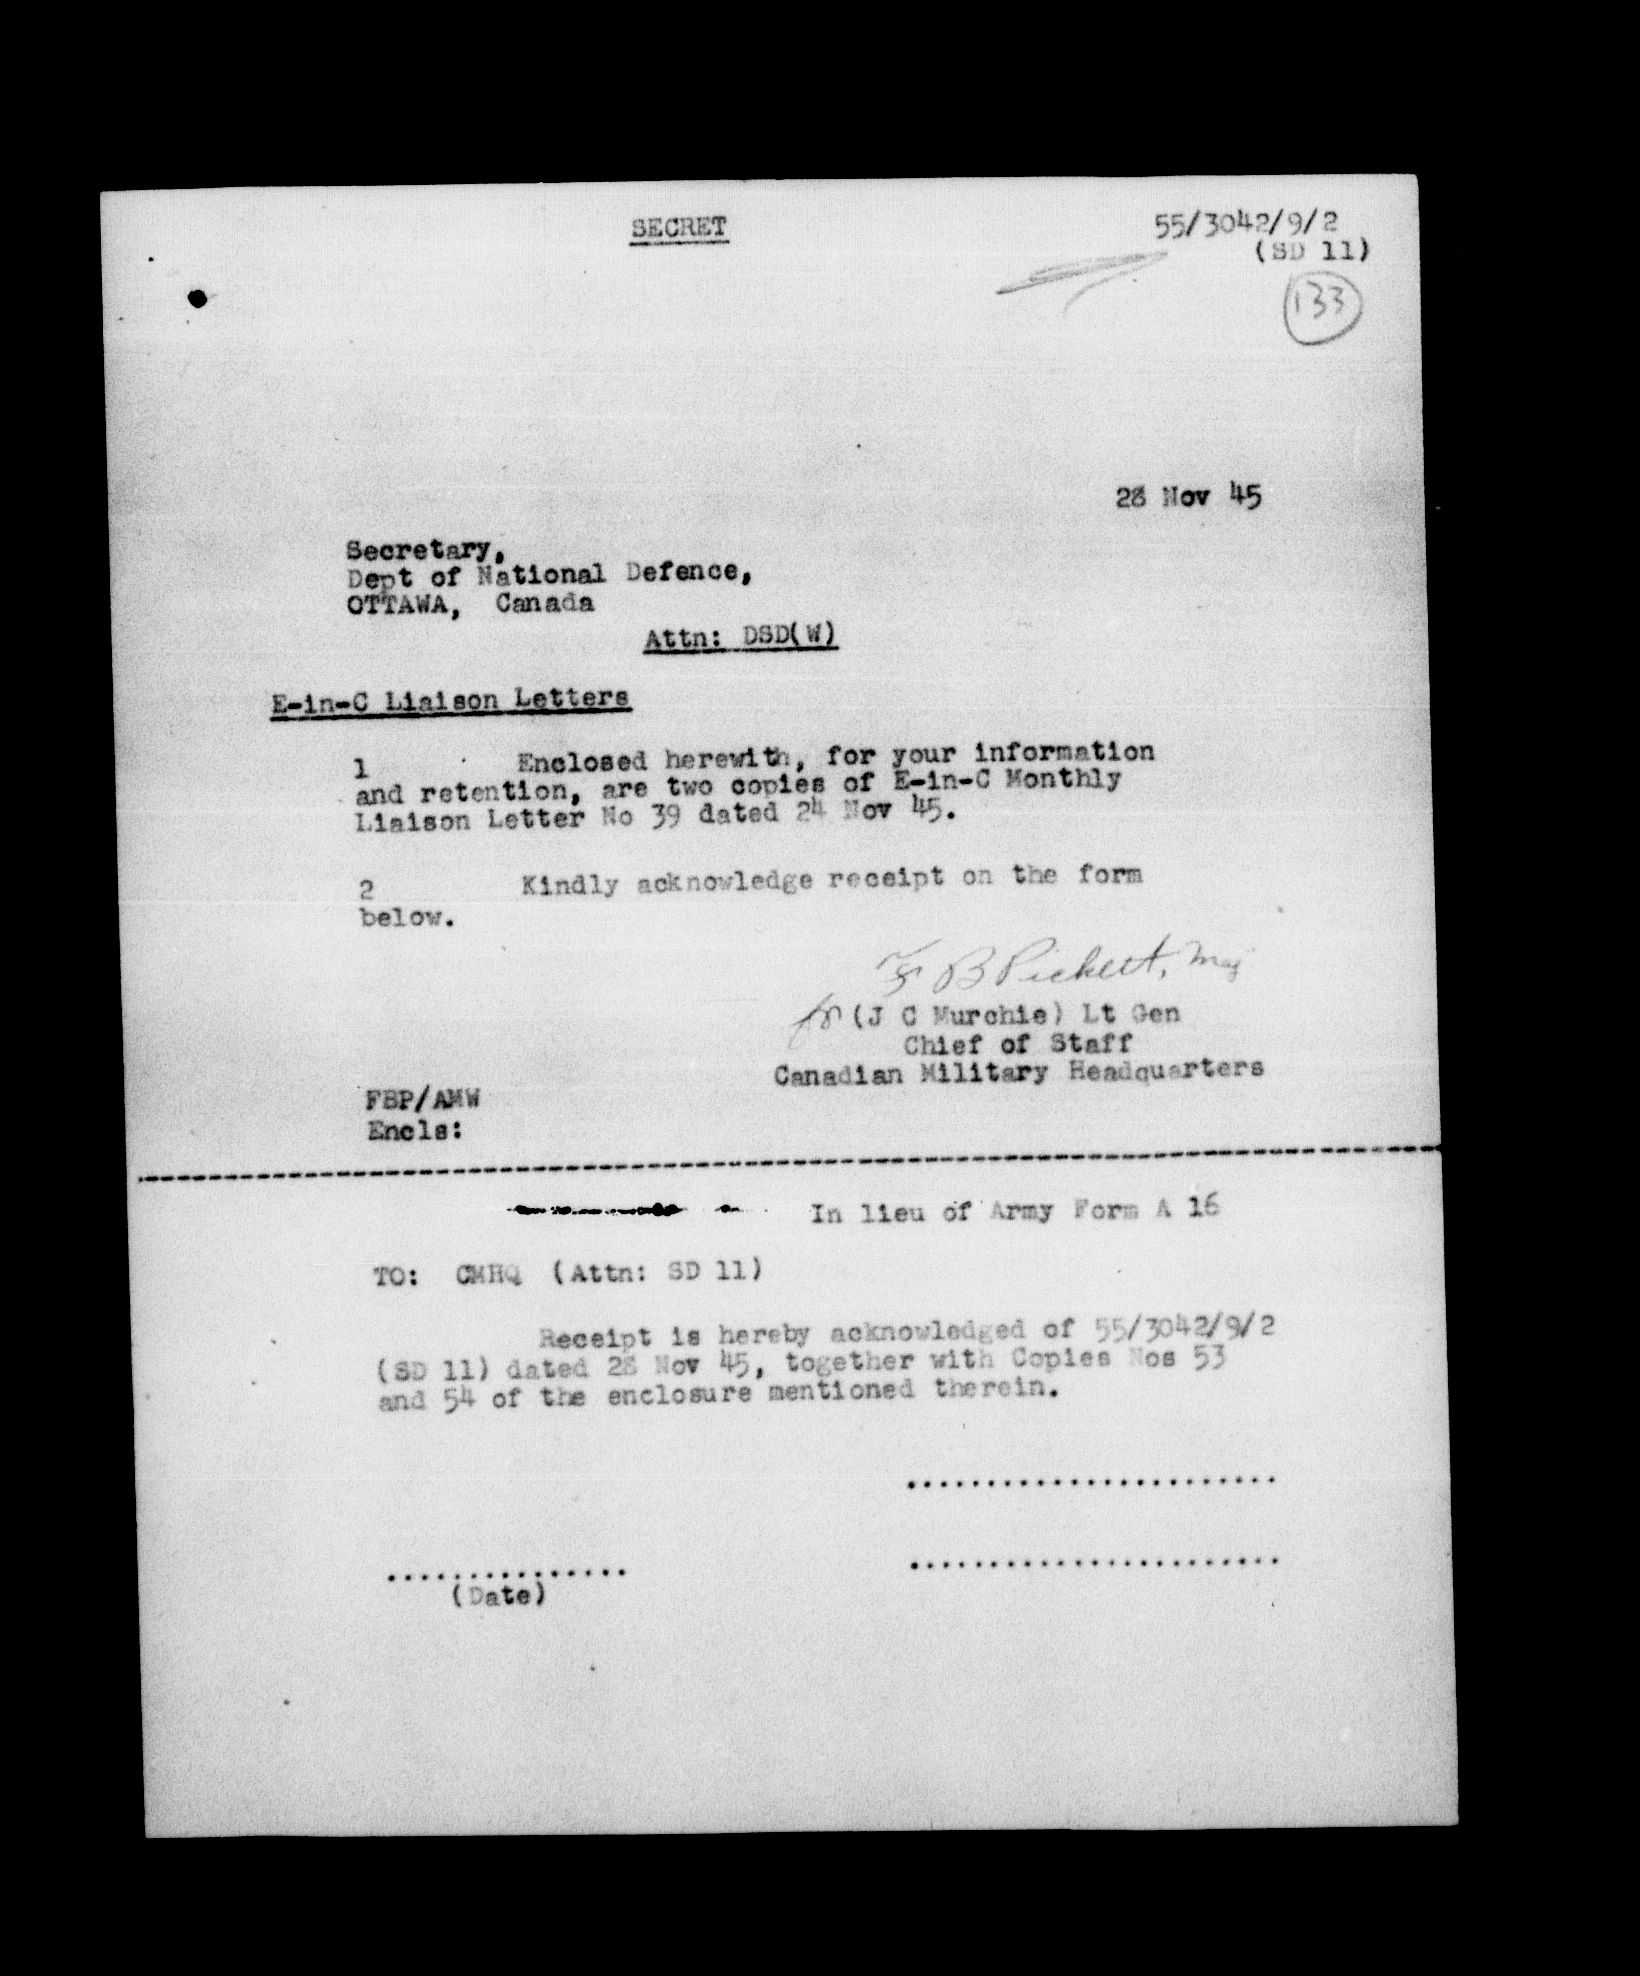 SECRET
55/3042/9/2
(SD 11)
133
28 Nov 45
Secretary,
Dept of National Defence,
OTTAWA, Canada
Attn: DSD(W)
E-in-C Liaison Letters
1 Enclosed herewith, for your information
and retention, are two copies of E-in-C Monthly
Liaison Letter No 39 dated 24 Nov 45.
2 Kindly acknowledge receipt on the form
below.
F B Pickett, Maj
for (J C Murchie) Lt Gen
Chief of Staff
Canadian Military Headquarters
FBP/AMW
Encls:
In lieu of Army Form A 16
TO: CMHQ (Attn: SD 11)
Receipt is hereby acknowledged of 55/3042/9/2
(SD 11) dated 28 Nov 45, together with Copies Nos 53
and 54 of the enclosure mentioned therein.
(Date)